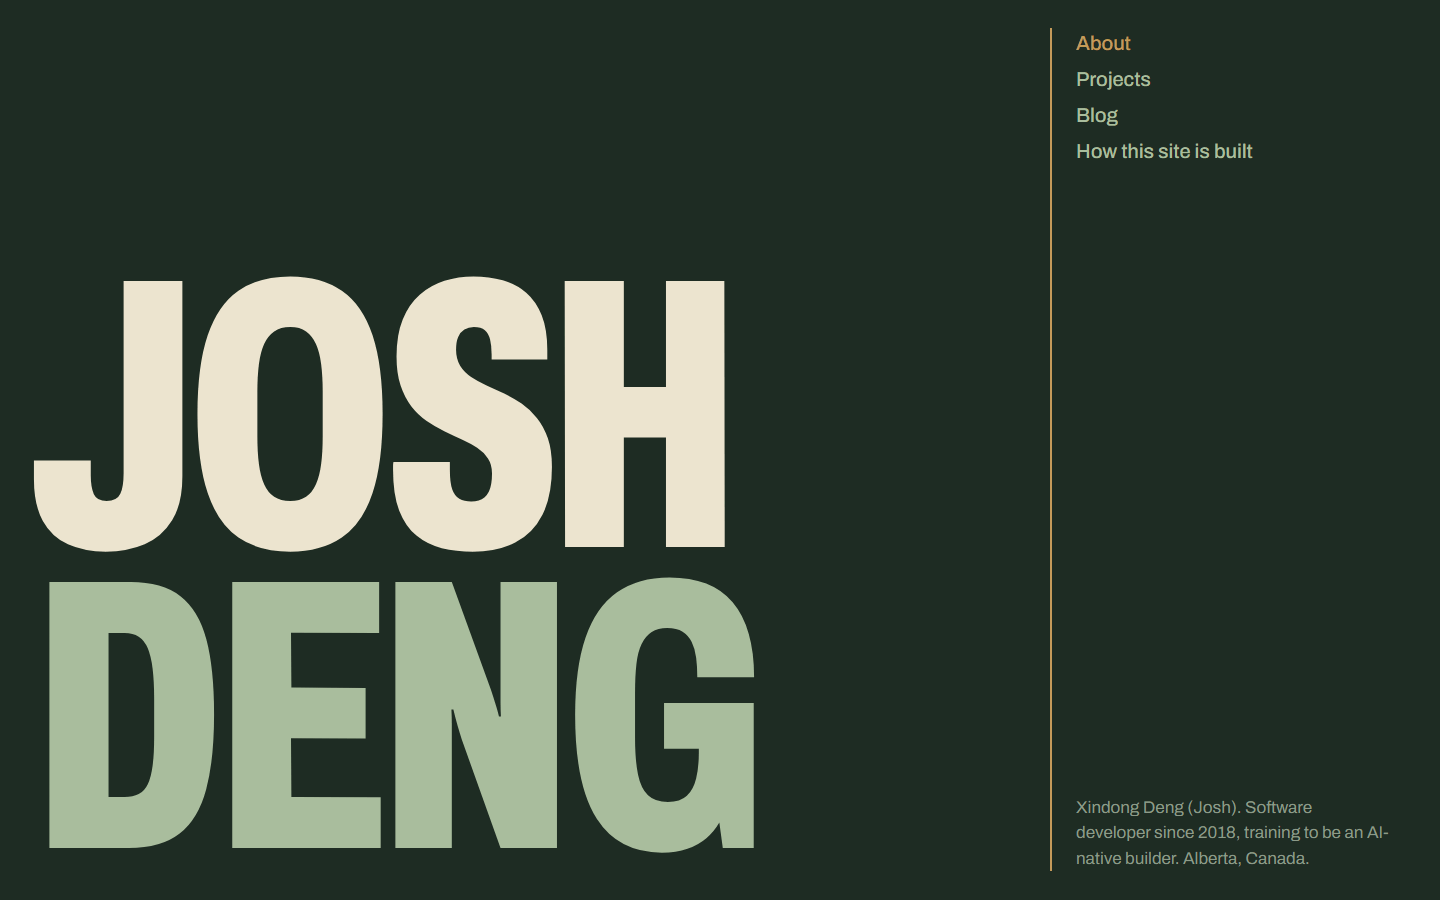 About
Projects
Blog
How this site is built
JOSH
DENG
Xindong Deng (Josh). Software
developer since 2018, training to be an AI-
native builder. Alberta, Canada.